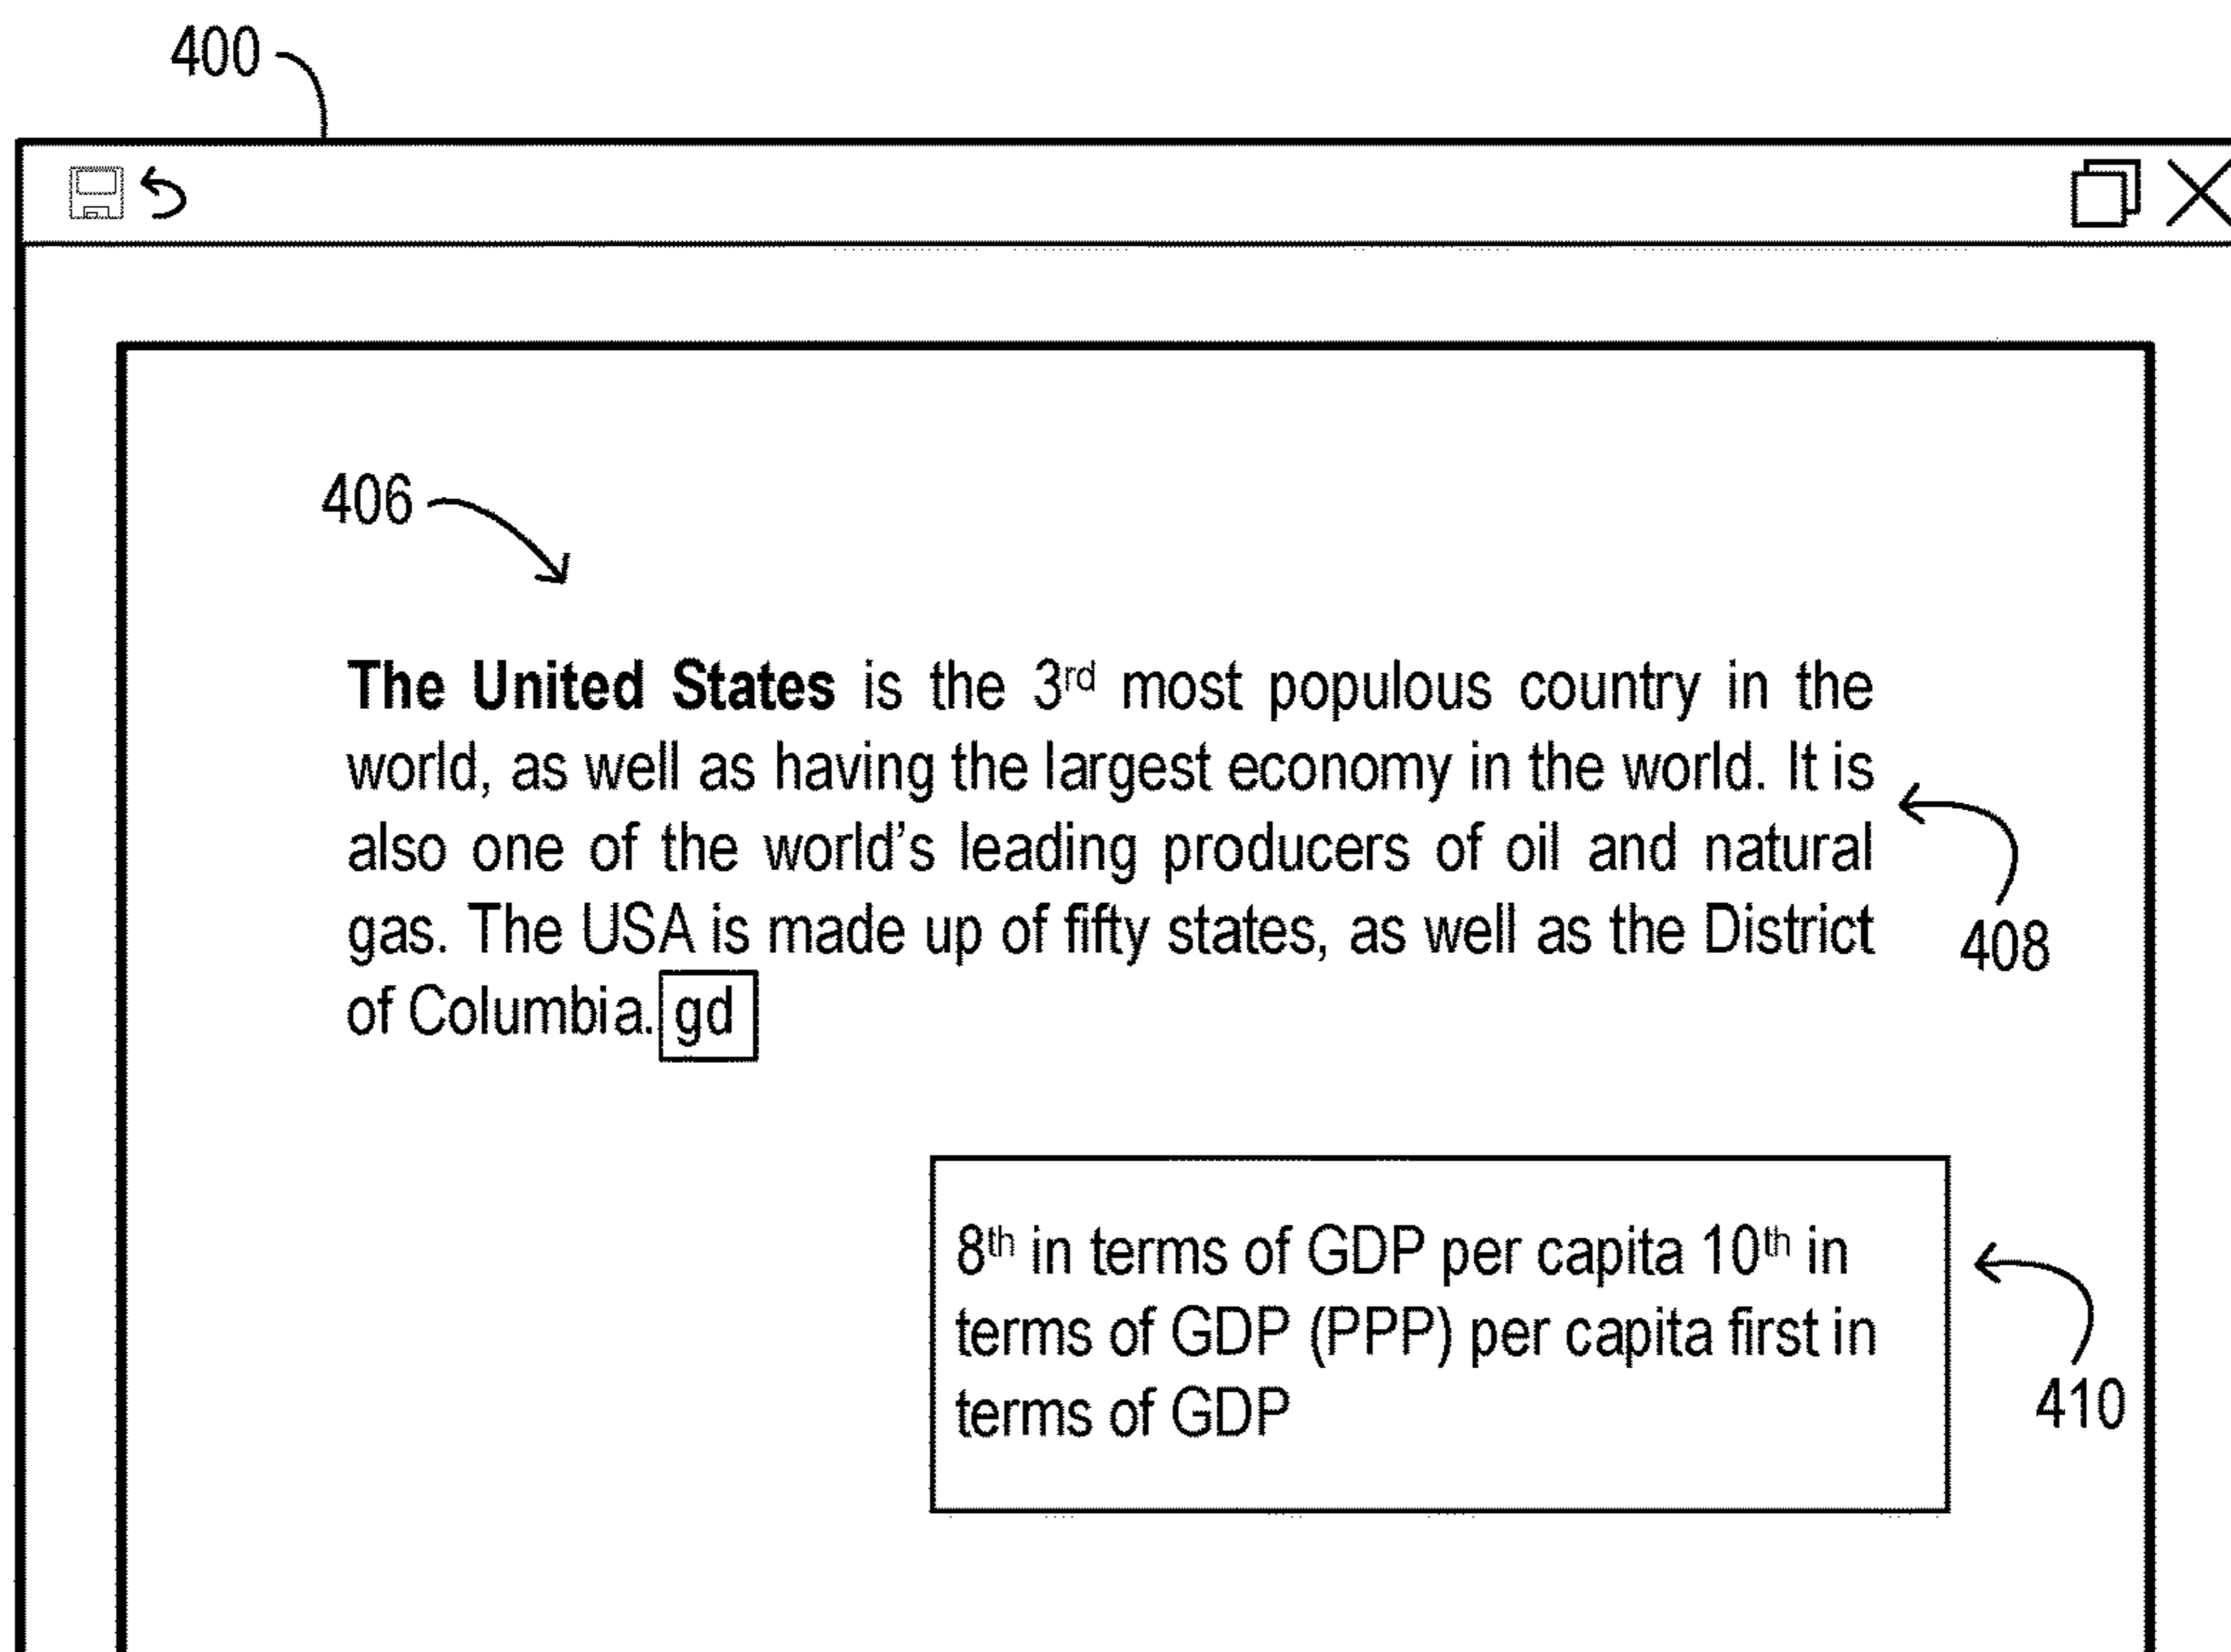 400
406
The United States is the 3rd most populous country in the
world, as well as having the largest economy in the world. It is
also one of the world's leading producers of oil and natural
gas. The USA is made up of fifty states, as well as the District
of Columbia. gd
408
8th in terms of GDP per capita 10th in
terms of GDP (PPP) per capita first in
terms of GDP
410